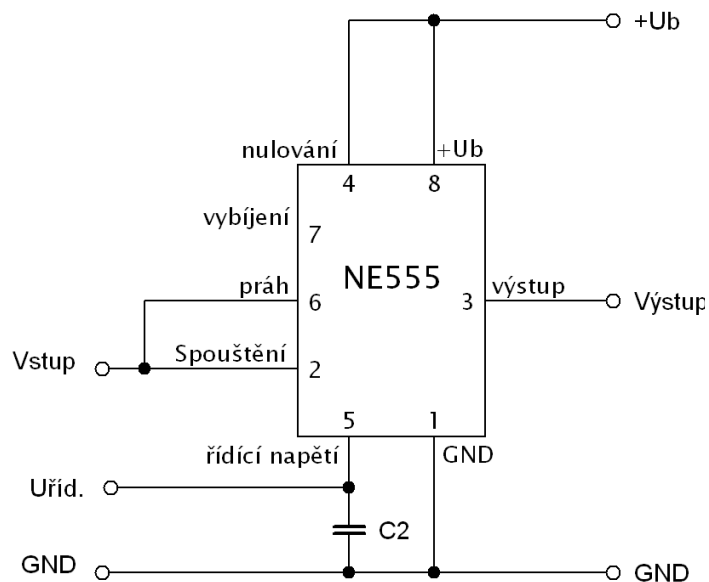 +Ub
nulování
+Ub
4
8
vybíjení
7
NE555
práh
6
3
výstup
Výstup
Vstup
Spouštění
2
5
1
řídící napětí
GND
Uříd.
C2
GND
GND